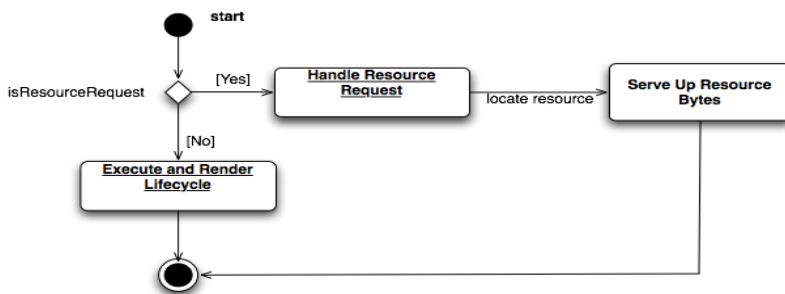 start
isResourceRequest
[Yes]
Handle Resource
Request
locate resource
Serve Up Resource
Bytes
[No]
Execute and Render
Lifecycle